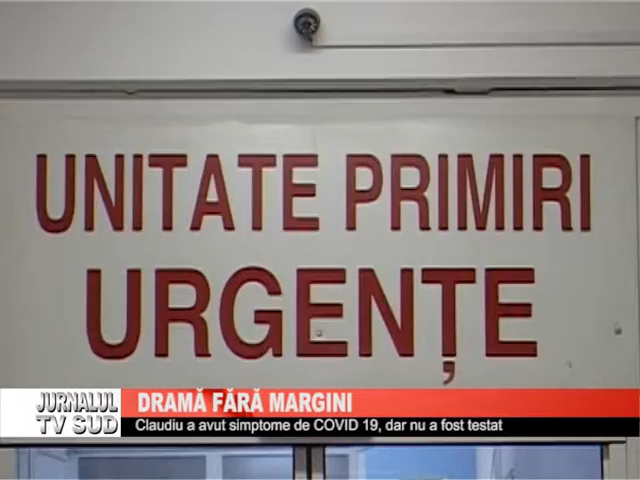 UNITATE PRIMIRI
URGENȚE
JURNALUL
TV SUD
DRAMĂ FĂRĂ MARGINI
Claudiu a avut simptome de COVID 19, dar nu a fost testat